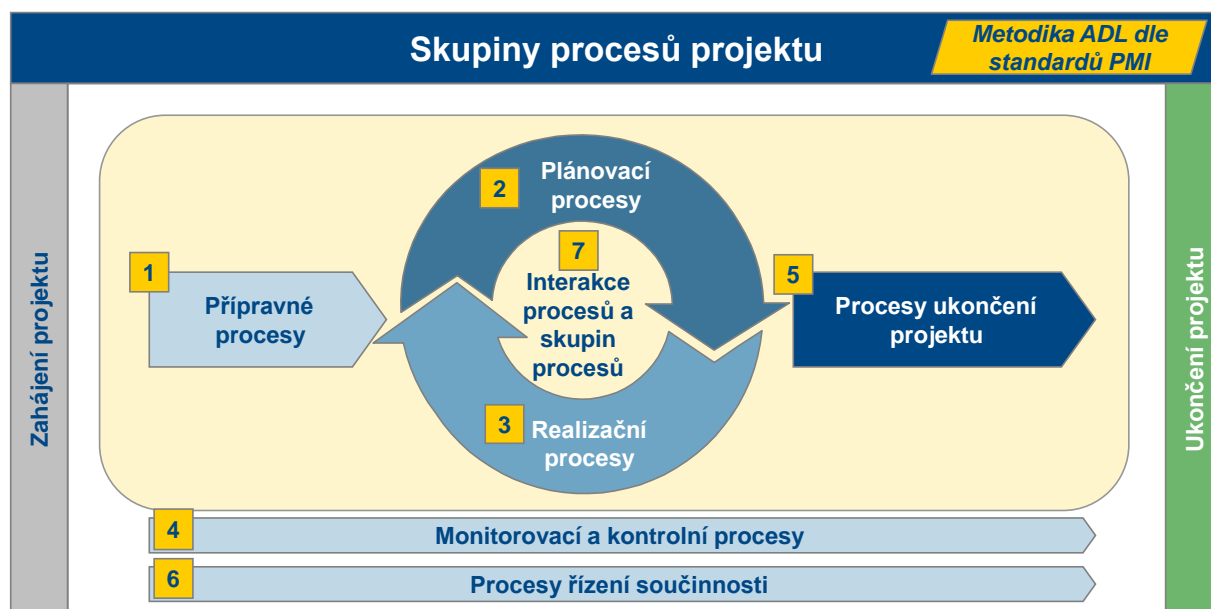 Skupiny procesů projektu
Metodika ADL dle
standardů PMI
Zahájení projektu
1
Přípravné
procesy
2
Plánovací
procesy
7
Interakce
procesů a
skupin
procesů
3
Realizační
procesy
5
Procesy ukončení
projektu
4
Monitorovací a kontrolní procesy
6
Procesy řízení součinnosti
Ukončení projektu